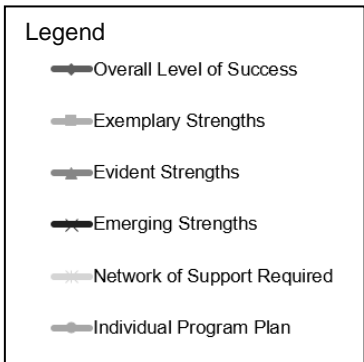 Legend
Overall Level of Success
Exemplary Strengths
Evident Strengths
Emerging Strengths
Network of Support Required
Individual Program Plan